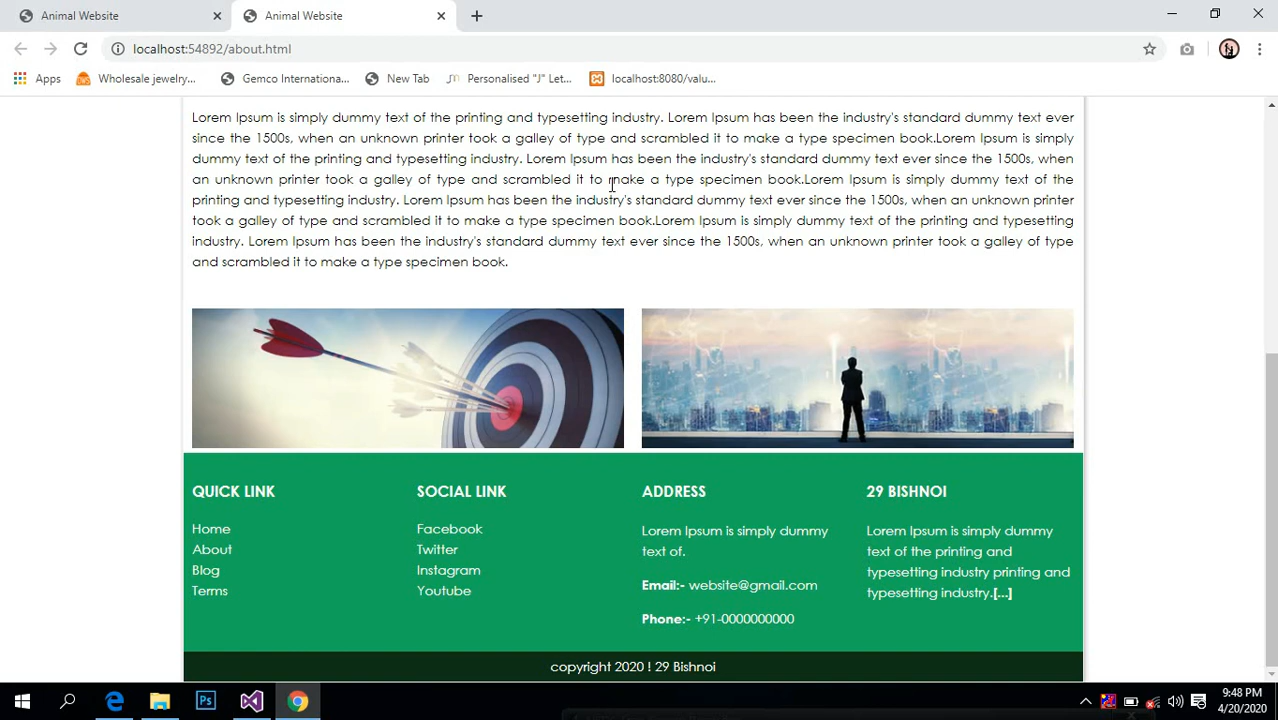 Animal Website
Animal Website
localhost:54892/about.html
Apps
Wholesale jewelry...
Gemco Internationa...
New Tab
Personalised "J" Let...
localhost:8080/valu...
Lorem Ipsum is simply dummy text of the printing and typesetting industry. Lorem Ipsum has been the industry's standard dummy text ever
since the 1500s, when an unknown printer took a galley of type and scrambled it to make a type specimen book.Lorem Ipsum is simply
dummy text of the printing and typesetting industry. Lorem Ipsum has been the industry's standard dummy text ever since the 1500s, when
an unknown printer took a galley of type and scrambled it to make a type specimen book.Lorem Ipsum is simply dummy text of the
printing and typesetting industry. Lorem Ipsum has been the industry's standard dummy text ever since the 1500s, when an unknown printer
took a galley of type and scrambled it to make a type specimen book.Lorem Ipsum is simply dummy text of the printing and typesetting
industry. Lorem Ipsum has been the industry's standard dummy text ever since the 1500s, when an unknown printer took a galley of type
and scrambled it to make a type specimen book.
QUICK LINK
Home
About
Blog
Terms
SOCIAL LINK
Facebook
Twitter
Instagram
Youtube
ADDRESS
Lorem Ipsum is simply dummy
text of.
Email:- website@gmail.com
Phone:- +91-0000000000
29 BISHNOI
Lorem Ipsum is simply dummy
text of the printing and
typesetting industry printing and
typesetting industry.[...]
copyright 2020 ! 29 Bishnoi
Ps
9:48 PM
4/20/2020